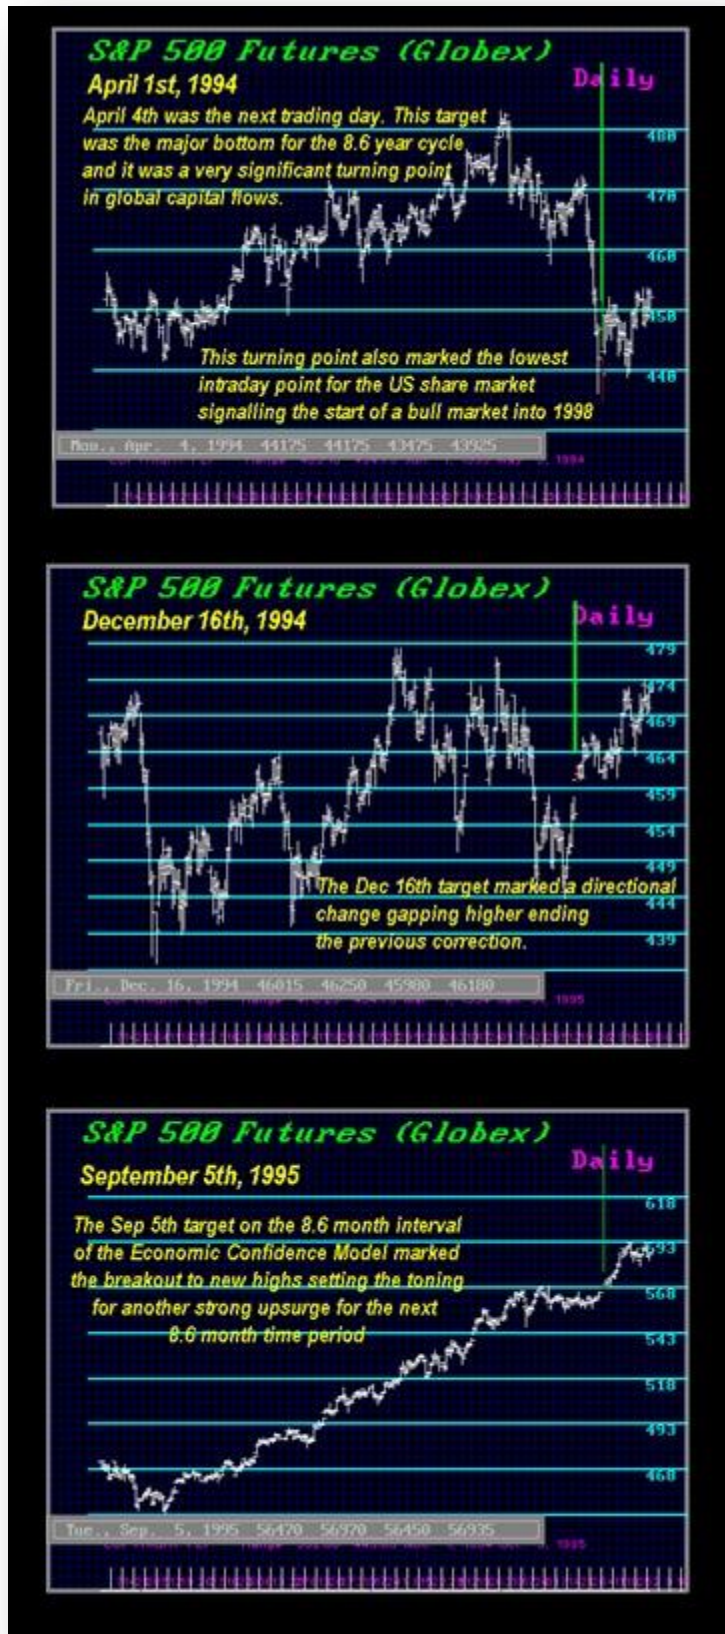 S&P 500 Futures (Globex)
April 1st, 1994
Daily
April 4th was the next trading day. This target
was the major bottom for the 8.6 year cycle
and it was a very significant turning point
in global capital flows.
480
470
460
450
440
This turning point also marked the lowest
intraday point for the US share market
signalling the start of a bull market into 1998
Mon., Apr. 4, 1994 44175 44175 43475 43925
S&P 500 Futures (Globex)
December 16th, 1994
Daily
479
474
469
464
459
454
449
444
439
The Dec 16th target marked a directional
change gapping higher ending
the previous correction.
Fri., Dec. 16, 1994 46015 46250 45980 46180
1995
S&P 500 Futures (Globex)
September 5th, 1995
Daily
The Sep 5th target on the 8.6 month interval
of the Economic Confidence Model marked
the breakout to new highs setting the toning
for another strong upsurge for the next
8.6 month time period
618
593
568
543
518
493
468
Tue., Sep. 5, 1995 56470 56970 56450 56935
1995